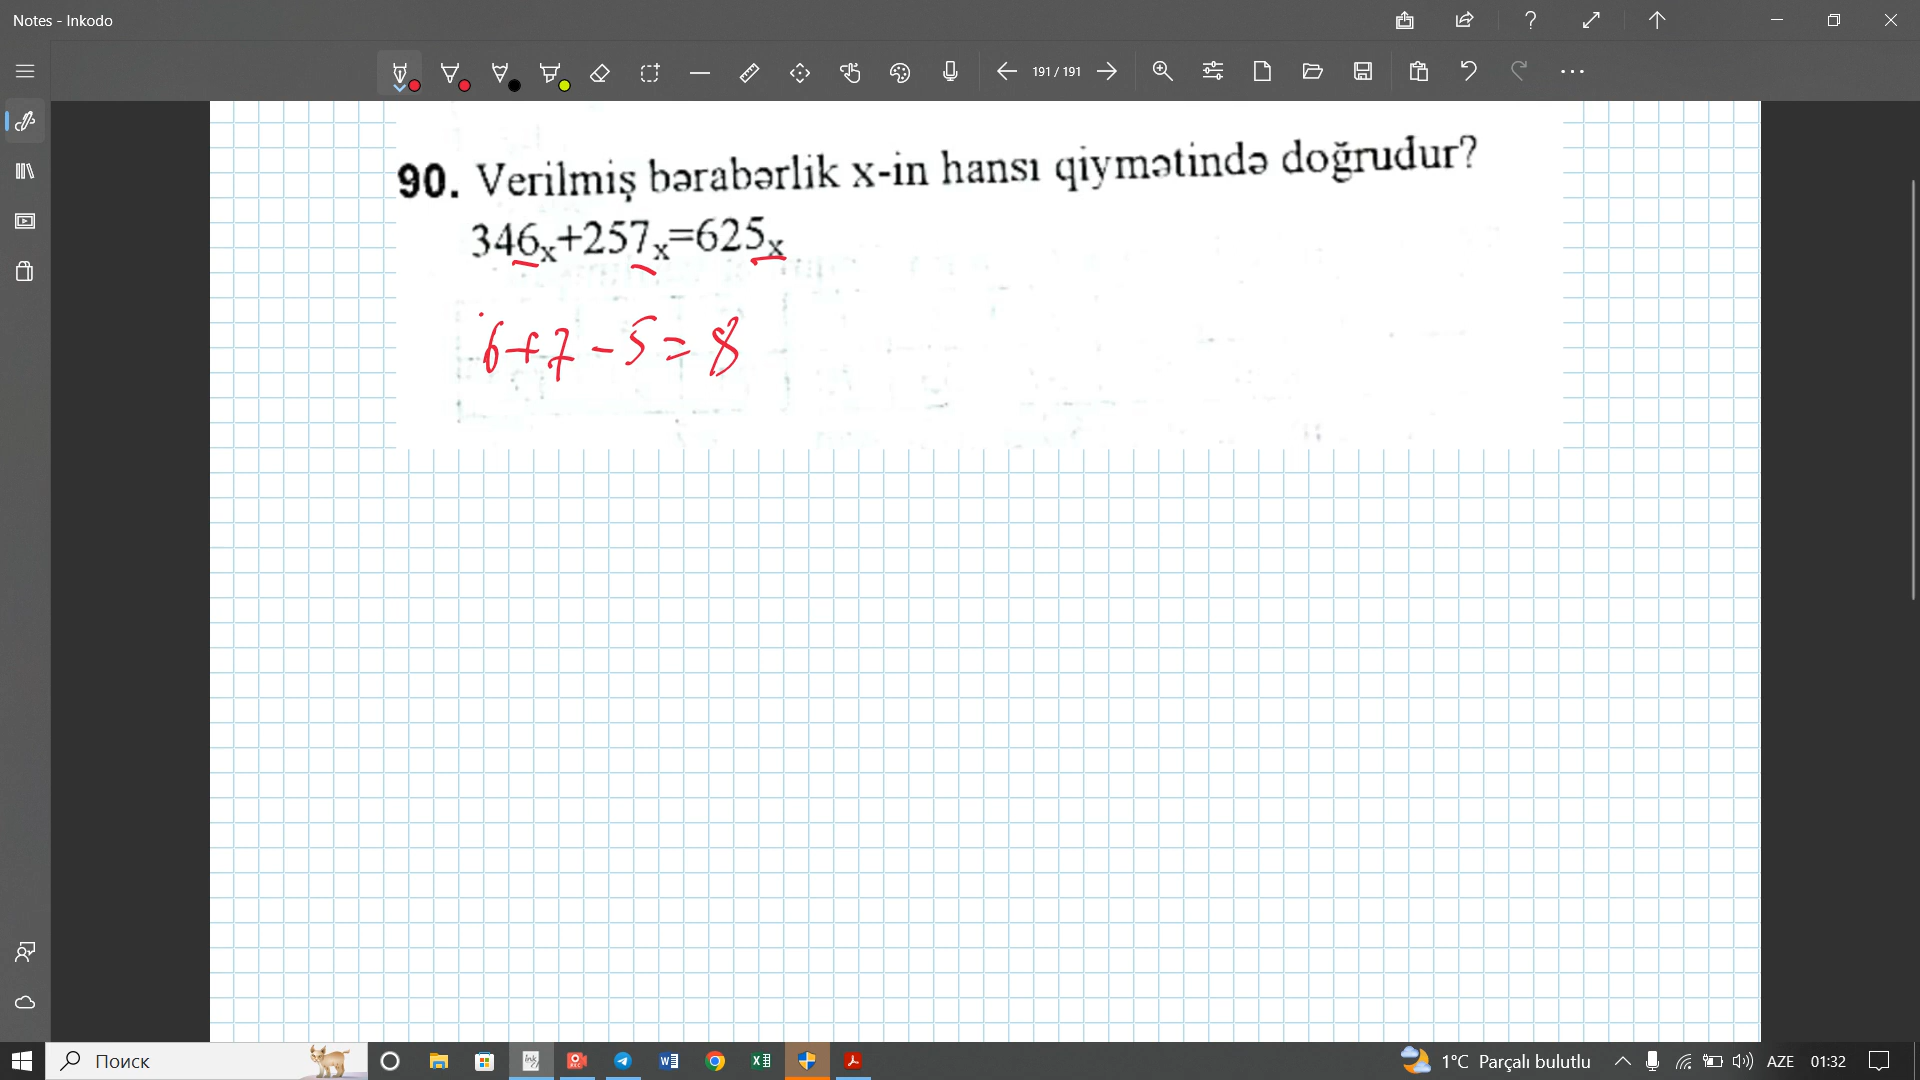 Notes - Inkodo
191 / 191
90. Verilmiş bərabərlik x-in hansı qiymətində doğrudur?
346x+257x=625x
6+7-5=8
Поиск
1°C Parçalı bulutlu
AZE
01:32